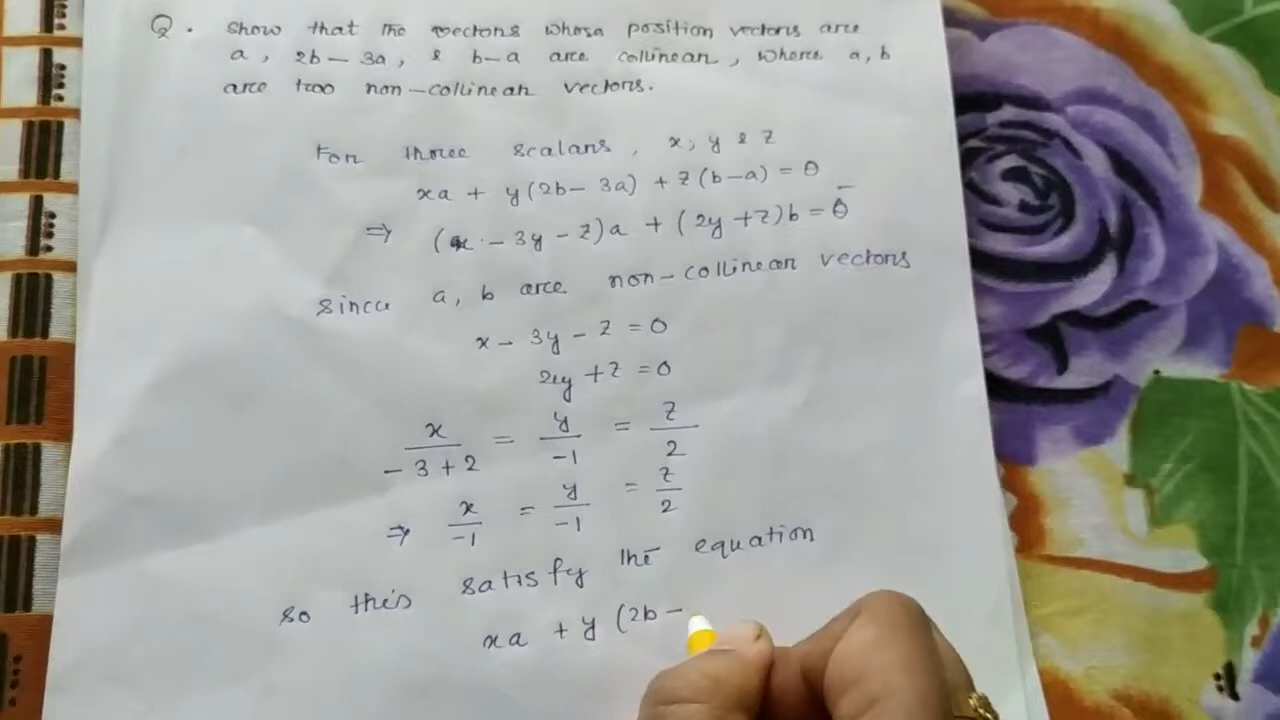 Q. Show that the vectors whose position vectors are
a, 2b - 3a, & b-a are collinear, where a, b
are two non-collinear vectors.
For three scalars, x, y & z
xa + y(2b - 3a) + z(b-a) = 0
⇒ (x - 3y - z)a + (2y + z)b = 0̄
Since a, b are non-collinear vectors
x - 3y - z = 0
2y + z = 0
x/(-3+2) = y/-1 = z/2
⇒ x/-1 = y/-1 = z/2
So this satisfy the equation
xa + y (2b -